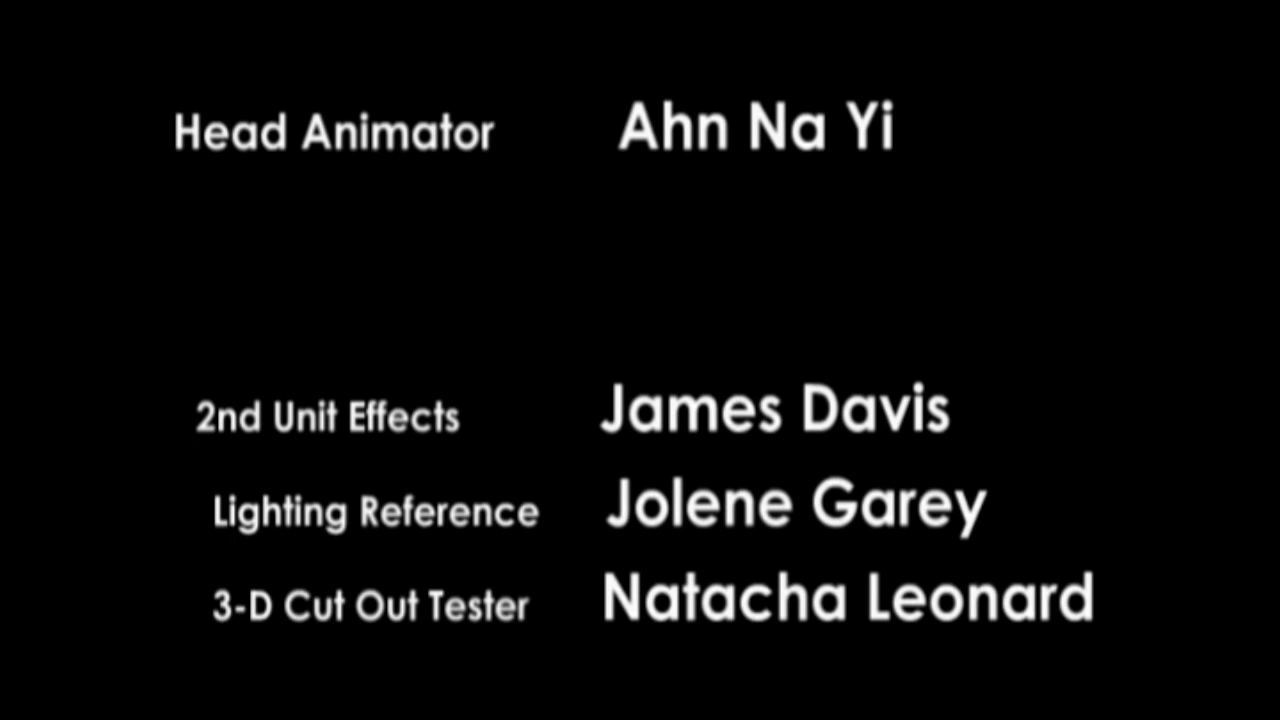 Head Animator Ahn Na Yi
2nd Unit Effects James Davis
Lighting Reference Jolene Garey
3-D Cut Out Tester Natacha Leonard